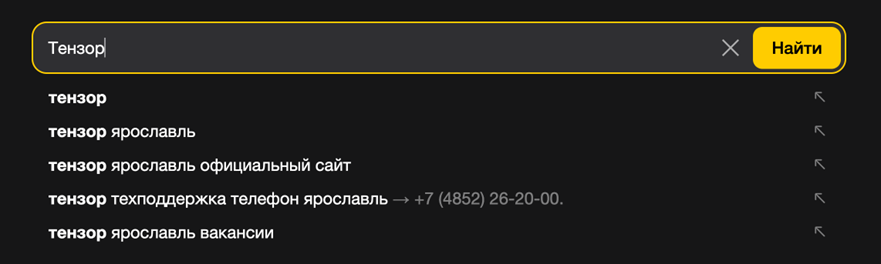 Тензор
Найти
тензор
тензор ярославль
тензор ярославль официальный сайт
тензор техподдержка телефон ярославль → +7 (4852) 26-20-00.
тензор ярославль вакансии